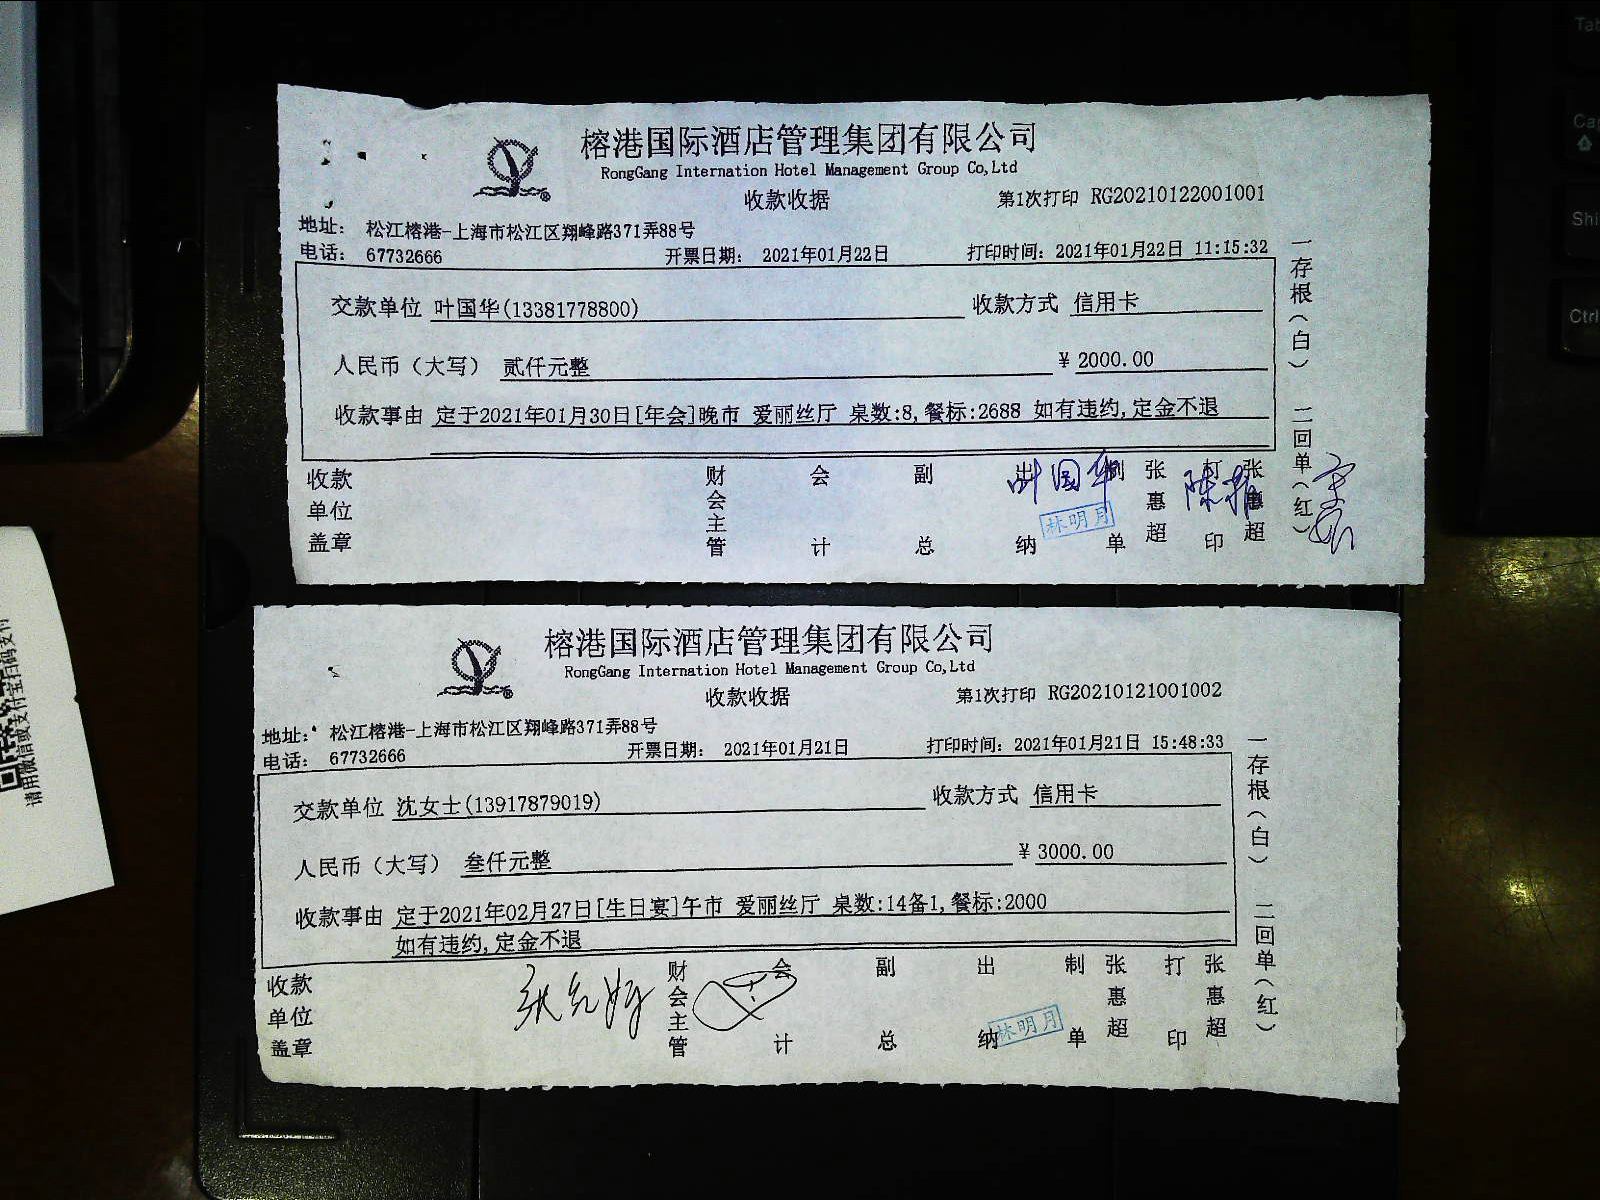 榕港国际酒店管理集团有限公司
RongGang Internation Hotel Management Group Co,Ltd
收款收据
第1次打印 RG20210122001001
地址： 松江榕港-上海市松江区翔峰路371弄88号
电话： 67732666 开票日期： 2021年01月22日 打印时间：2021年01月22日 11:15:32
交款单位 叶国华(13381778800) 收款方式 信用卡
人民币（大写） 贰仟元整 ¥ 2000.00
收款事由 定于2021年01月30日[年会]晚市 爱丽丝厅 桌数:8,餐标:2688 如有违约,定金不退
收款单位盖章 财会主管 会计 副总 出纳 制单 张惠超 打印 张惠超
叶国华
林明月
一存根（白） 二回单（红）
榕港国际酒店管理集团有限公司
RongGang Internation Hotel Management Group Co,Ltd
收款收据
第1次打印 RG20210121001002
地址： 松江榕港-上海市松江区翔峰路371弄88号
电话： 67732666 开票日期： 2021年01月21日 打印时间：2021年01月21日 15:48:33
交款单位 沈女士(13917879019) 收款方式 信用卡
人民币（大写） 叁仟元整 ¥ 3000.00
收款事由 定于2021年02月27日[生日宴]午市 爱丽丝厅 桌数:14备1,餐标:2000
如有违约,定金不退
收款单位盖章 财会主管 会计 副总 出纳 制单 张惠超 打印 张惠超
林明月
一存根（白） 二回单（红）
请用微信或支付宝扫码支付
Ctrl